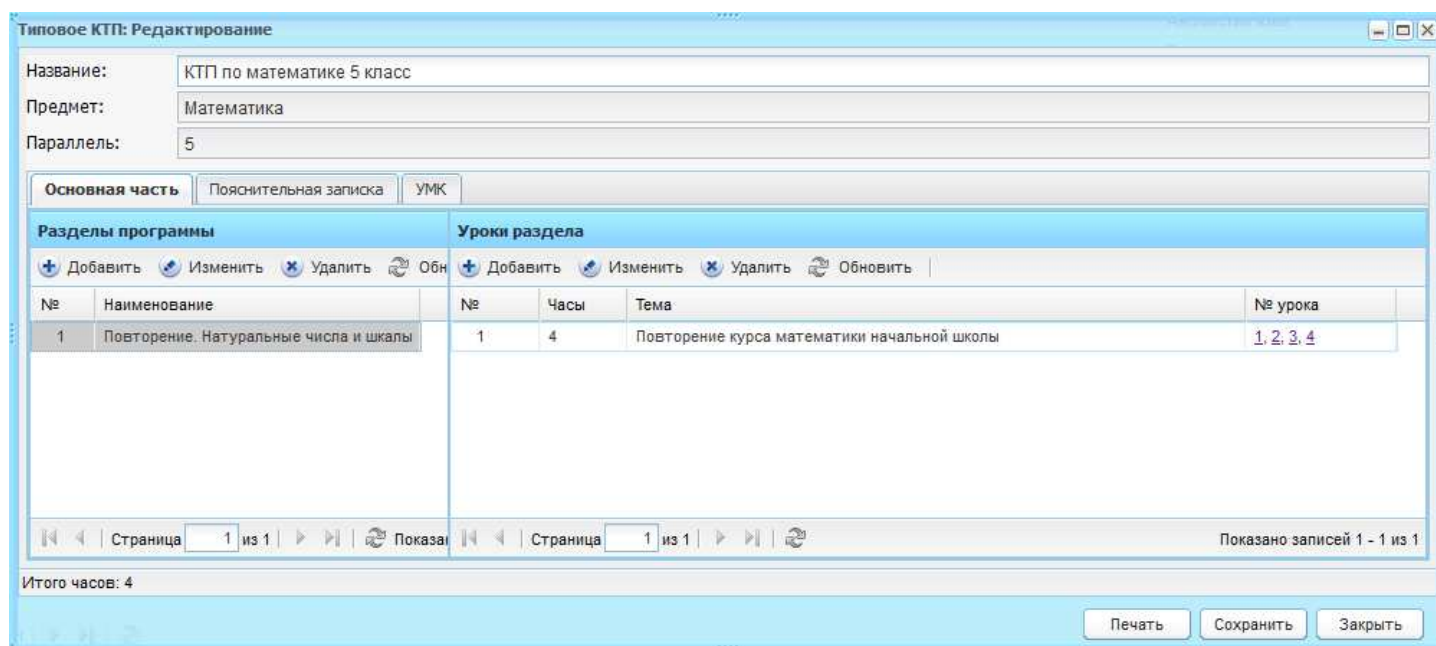 Типовое КТП: Редактирование
Название: КТП по математике 5 класс
Предмет: Математика
Параллель: 5
Основная часть Пояснительная записка УМК
Разделы программы Уроки раздела
Добавить Изменить Удалить Обн Добавить Изменить Удалить Обновить
№ Наименование № Часы Тема № урока
1 Повторение. Натуральные числа и шкалы 1 4 Повторение курса математики начальной школы 1, 2, 3, 4
Страница 1 из 1 Показа Страница 1 из 1 Показано записей 1 - 1 из 1
Итого часов: 4
Печать Сохранить Закрыть